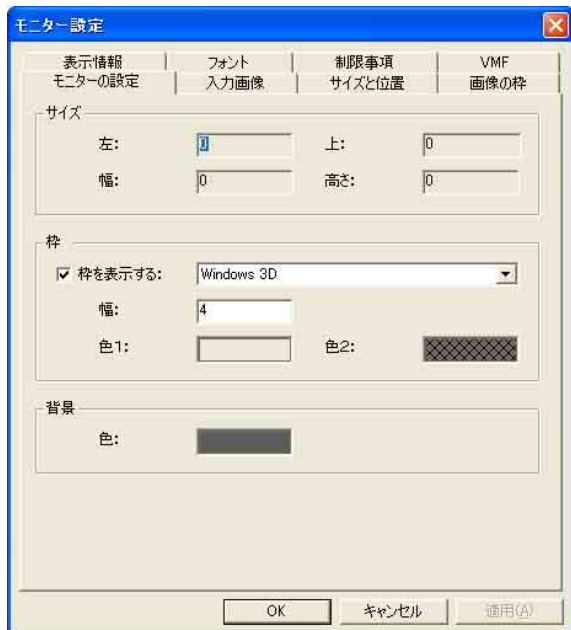 モニター設定
表示情報 フォント 制限事項 VMF
モニターの設定 入力画像 サイズと位置 画像の枠
サイズ
左: 0 上: 0
幅: 0 高さ: 0
枠
枠を表示する: Windows 3D
幅: 4
色1: 色2:
背景
色:
OK キャンセル 適用(A)